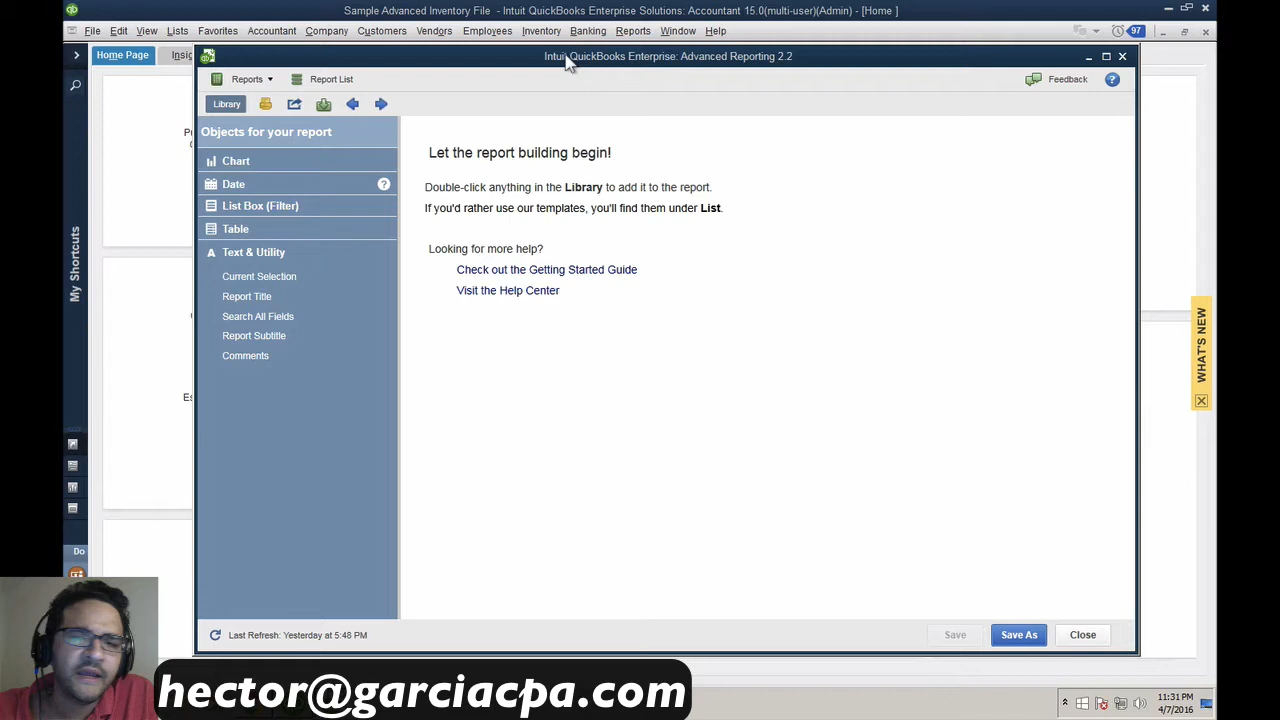 Sample Advanced Inventory File - Intuit QuickBooks Enterprise Solutions: Accountant 15.0(multi-user)(Admin) - [Home ]
File Edit View Lists Favorites Accountant Company Customers Vendors Employees Inventory Banking Reports Window Help 97
Home Page Insig
Intuit QuickBooks Enterprise: Advanced Reporting 2.2
Reports Report List Feedback ?
Library
Objects for your report
Chart
Date ?
List Box (Filter)
Table
A Text & Utility
Current Selection
Report Title
Search All Fields
Report Subtitle
Comments
Let the report building begin!
Double-click anything in the Library to add it to the report.
If you'd rather use our templates, you'll find them under List.
Looking for more help?
Check out the Getting Started Guide
Visit the Help Center
My Shortcuts
WHAT'S NEW
Do
Last Refresh: Yesterday at 5:48 PM
Save Save As Close
hector@garciacpa.com
11:31 PM
4/7/2016